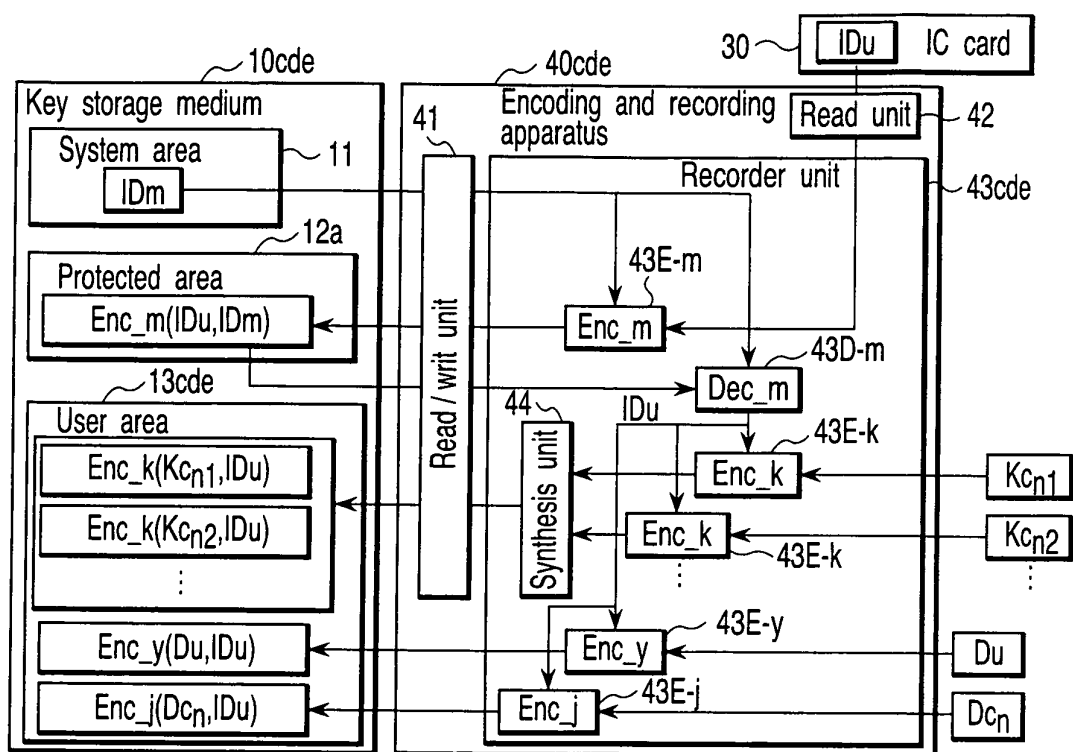 30
IDu IC card
10cde
40cde
Key storage medium
Encoding and recording
apparatus
41
Read unit
42
System area
11
IDm
Recorder unit
43cde
12a
Protected area
Enc_m(IDu,IDm)
43E-m
Enc_m
43D-m
Dec_m
13cde
User area
Read / writ unit
44
IDu
43E-k
Synthesis unit
Enc_k(Kcn1,IDu)
Enc_k
Kcn1
Enc_k(Kcn2,IDu)
Enc_k
Kcn2
43E-k
43E-y
Enc_y(Du,IDu)
Enc_y
Du
43E-j
Enc_j(Dcn,IDu)
Enc_j
Dcn